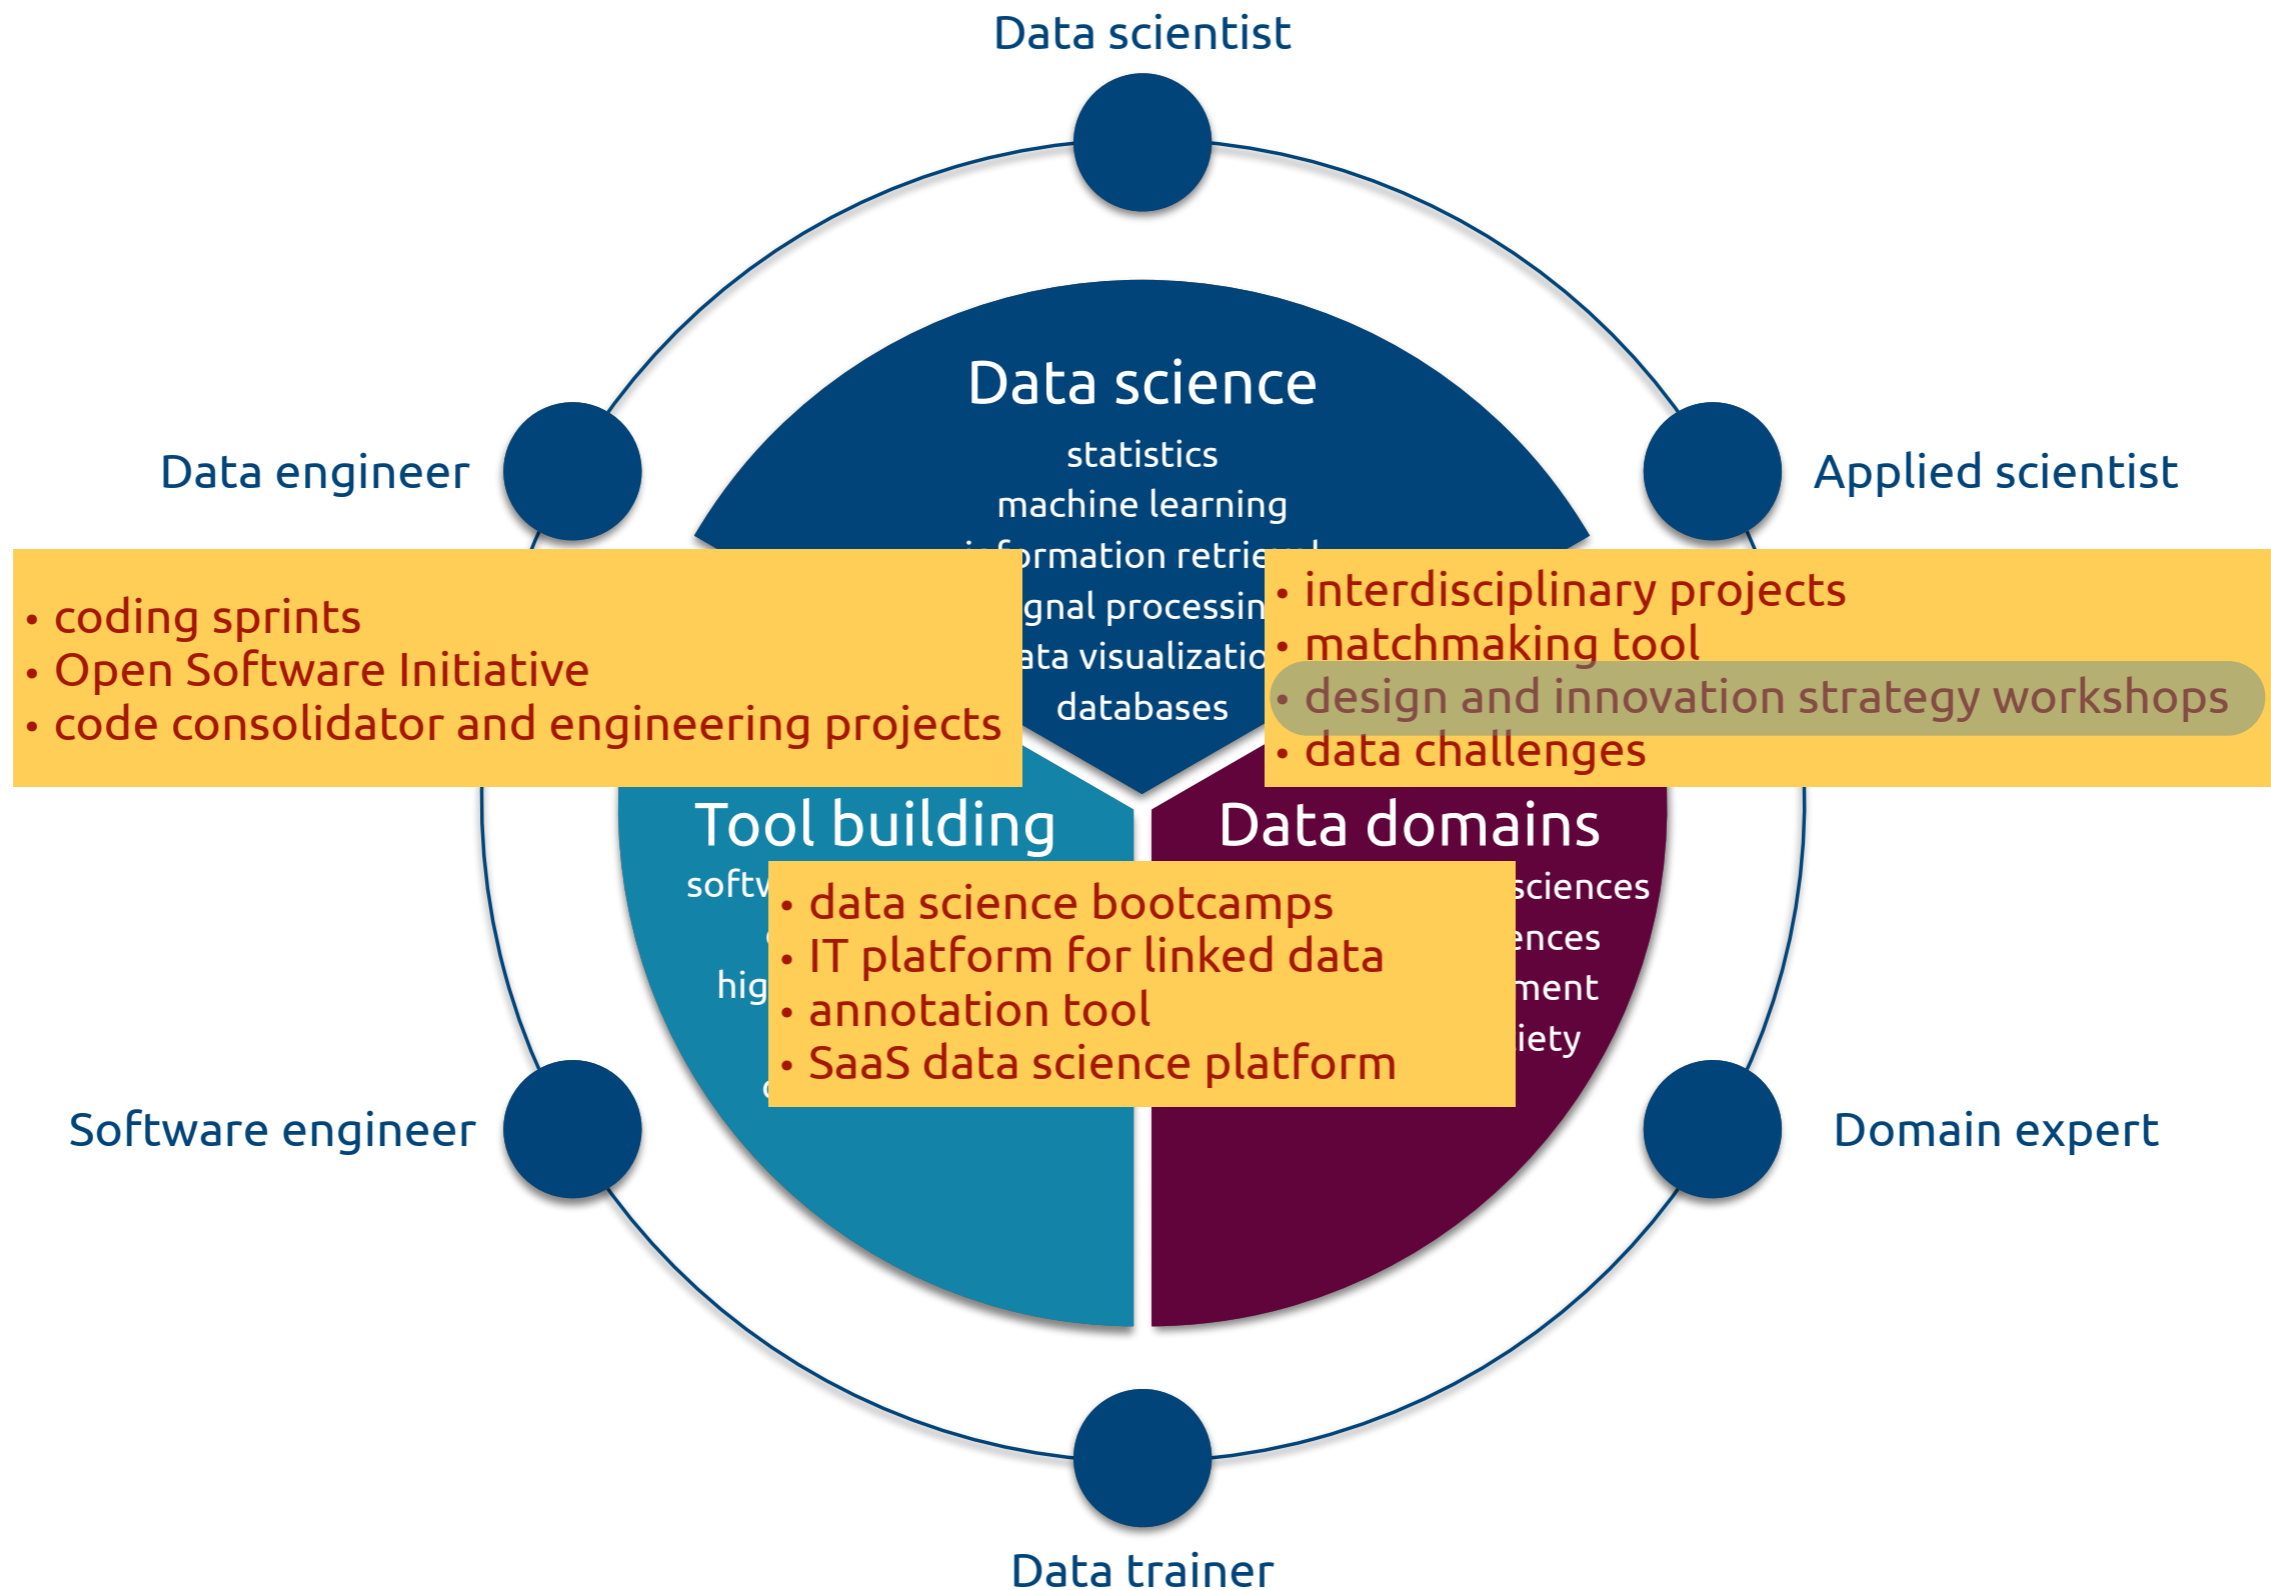 Data scientist
Data engineer
Applied scientist
Data science
statistics
machine learning
retrieval
databases
• coding sprints
• Open Software Initiative
• code consolidator and engineering projects
• interdisciplinary projects
• matchmaking tool
• design and innovation strategy workshops
• data challenges
Tool building
Data domains
sciences
• data science bootcamps
• IT platform for linked data
• annotation tool
• SaaS data science platform
Software engineer
Domain expert
Data trainer